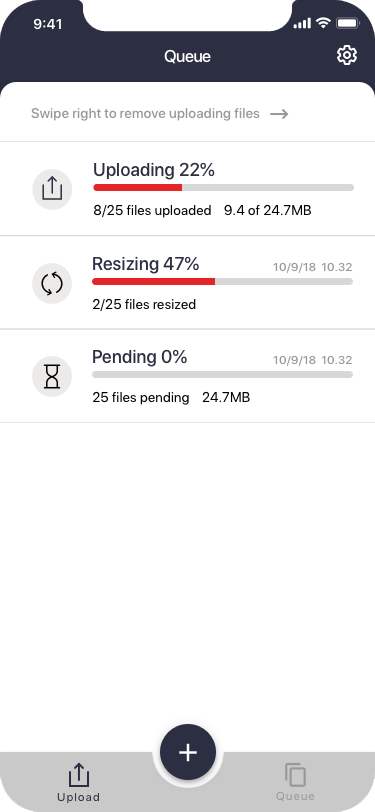 9:41
Queue
Swipe right to remove uploading files
Uploading 22%
8/25 files uploaded 9.4 of 24.7MB
Resizing 47% 10/9/18 10.32
2/25 files resized
Pending 0% 10/9/18 10.32
25 files pending 24.7MB
Upload Queue